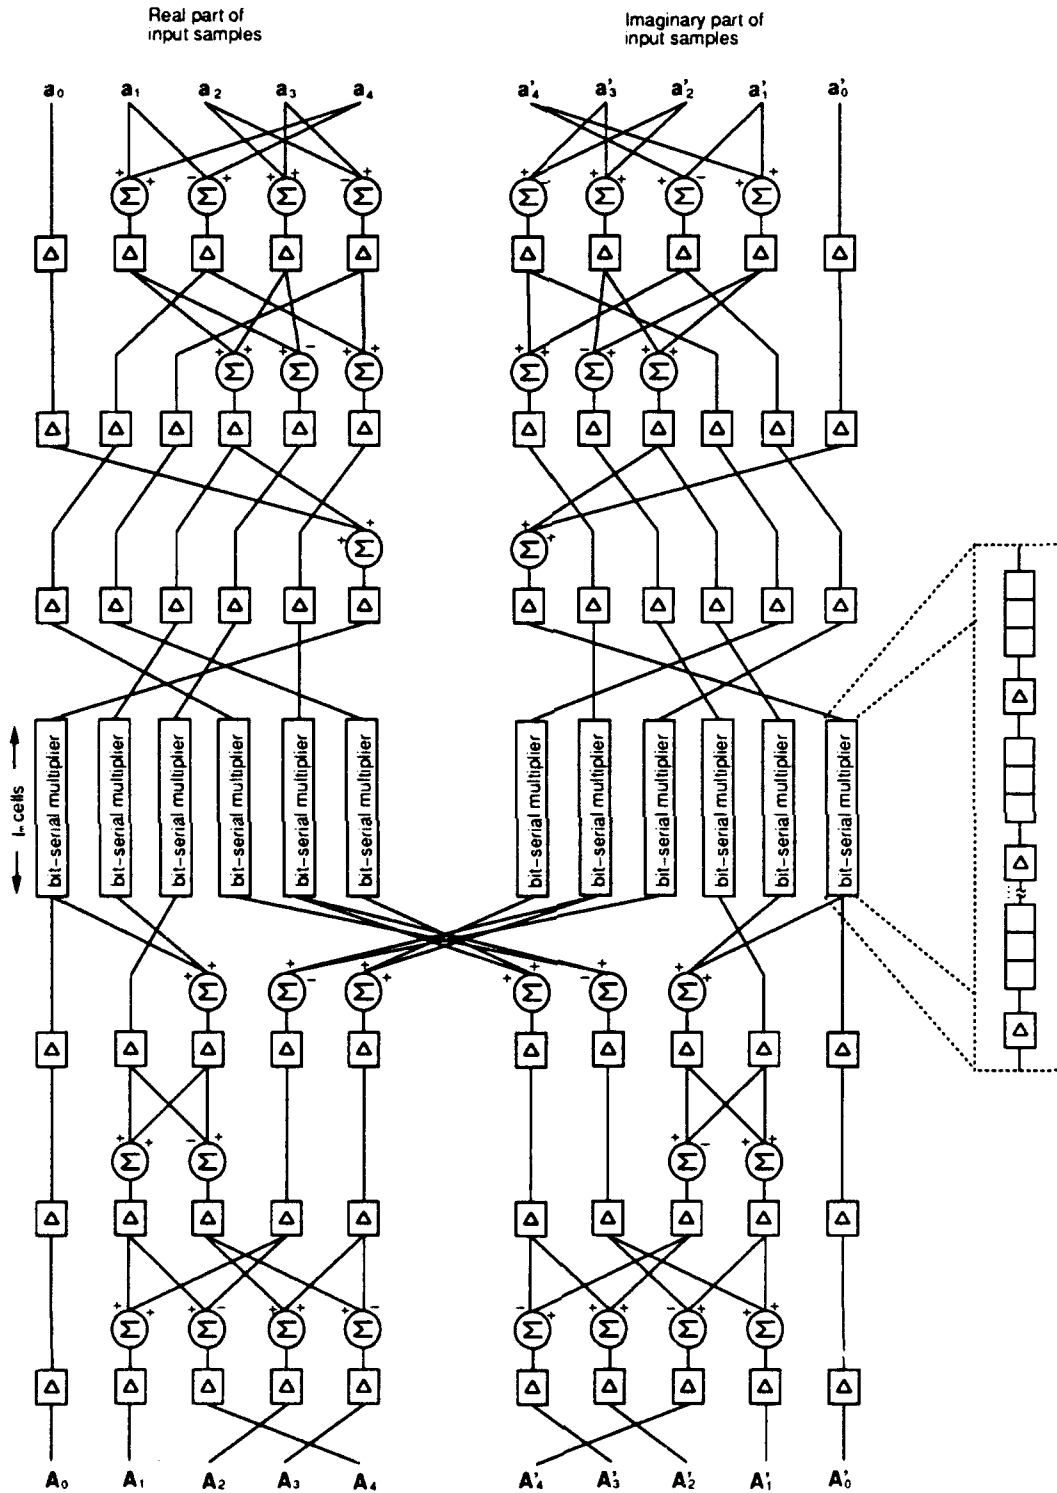 Real part of
input samples
Imaginary part of
input samples
a₀ a₁ a₂ a₃ a₄ a'₄ a'₃ a'₂ a'₁ a'₀
+ + - + + + - + + - + + + - + +
Σ Σ Σ Σ Σ Σ Σ Σ
Δ Δ Δ Δ Δ Δ Δ Δ Δ Δ
+ + + - + + + + - + + +
Σ Σ Σ Σ Σ Σ
Δ Δ Δ Δ Δ Δ Δ Δ Δ Δ Δ Δ
+ + + +
Σ Σ
Δ Δ Δ Δ Δ Δ Δ Δ Δ Δ Δ Δ
cells
bit-serial multiplier
bit-serial multiplier
bit-serial multiplier
bit-serial multiplier
bit-serial multiplier
bit-serial multiplier
bit-serial multiplier
bit-serial multiplier
bit-serial multiplier
bit-serial multiplier
bit-serial multiplier
bit-serial multiplier
Δ
Δ
Δ
+ + + - + + + + - + + +
Σ Σ Σ Σ Σ Σ
Δ Δ Δ Δ Δ Δ Δ Δ Δ Δ
+ + - + + - + +
Σ Σ Σ Σ
Δ Δ Δ Δ Δ Δ Δ Δ Δ Δ
+ + + - + + + - - + + + - + + +
Σ Σ Σ Σ Σ Σ Σ Σ
Δ Δ Δ Δ Δ Δ Δ Δ Δ Δ
A₀ A₁ A₂ A₃ A₄ A'₄ A'₃ A'₂ A'₁ A'₀